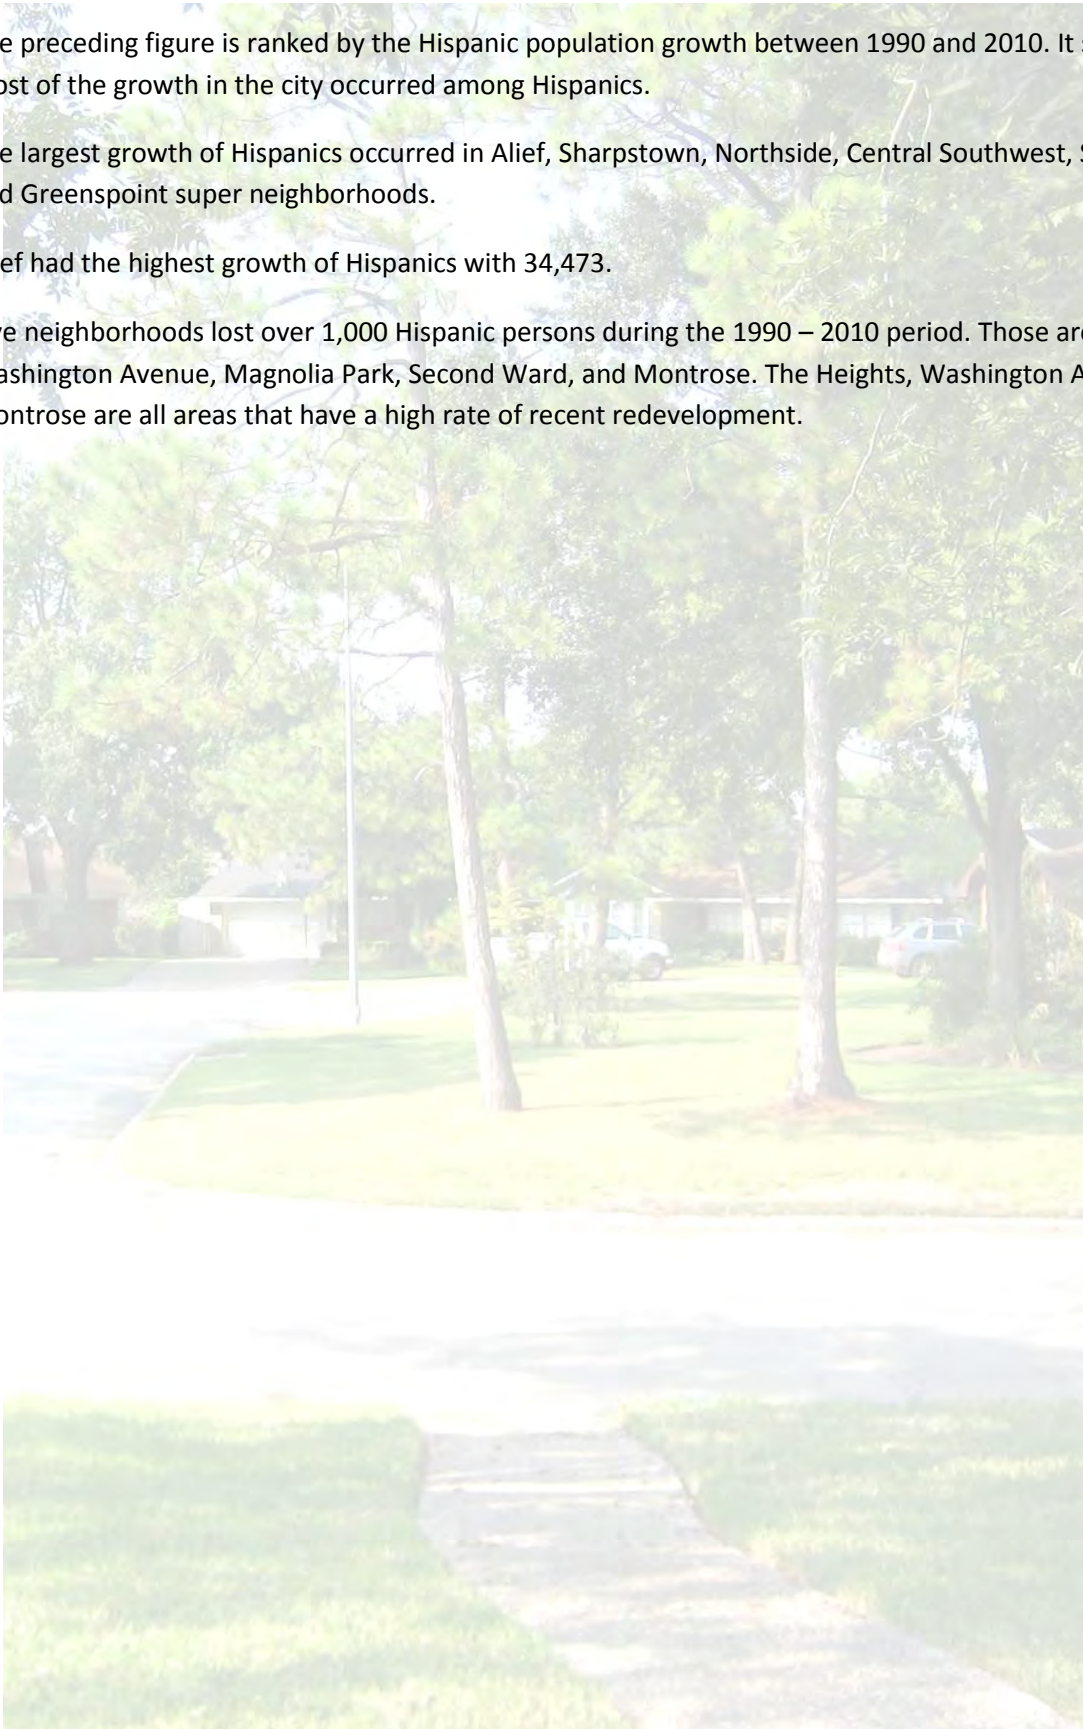 e preceding figure is ranked by the Hispanic population growth between 1990 and 2010. It
ost of the growth in the city occurred among Hispanics.
e largest growth of Hispanics occurred in Alief, Sharpstown, Northside, Central Southwest,
d Greenspoint super neighborhoods.
ef had the highest growth of Hispanics with 34,473.
ve neighborhoods lost over 1,000 Hispanic persons during the 1990 – 2010 period. Those are
ashington Avenue, Magnolia Park, Second Ward, and Montrose. The Heights, Washington A
ontrose are all areas that have a high rate of recent redevelopment.